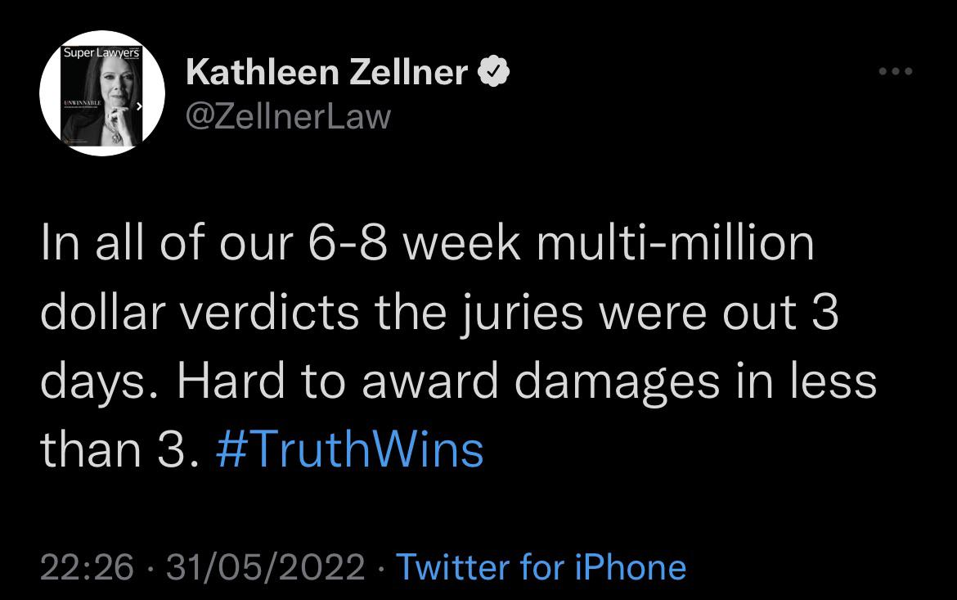 Super Lawyers
UNWINNABLE
Kathleen Zellner
@ZellnerLaw
In all of our 6-8 week multi-million
dollar verdicts the juries were out 3
days. Hard to award damages in less
than 3. #TruthWins
22:26 · 31/05/2022 · Twitter for iPhone